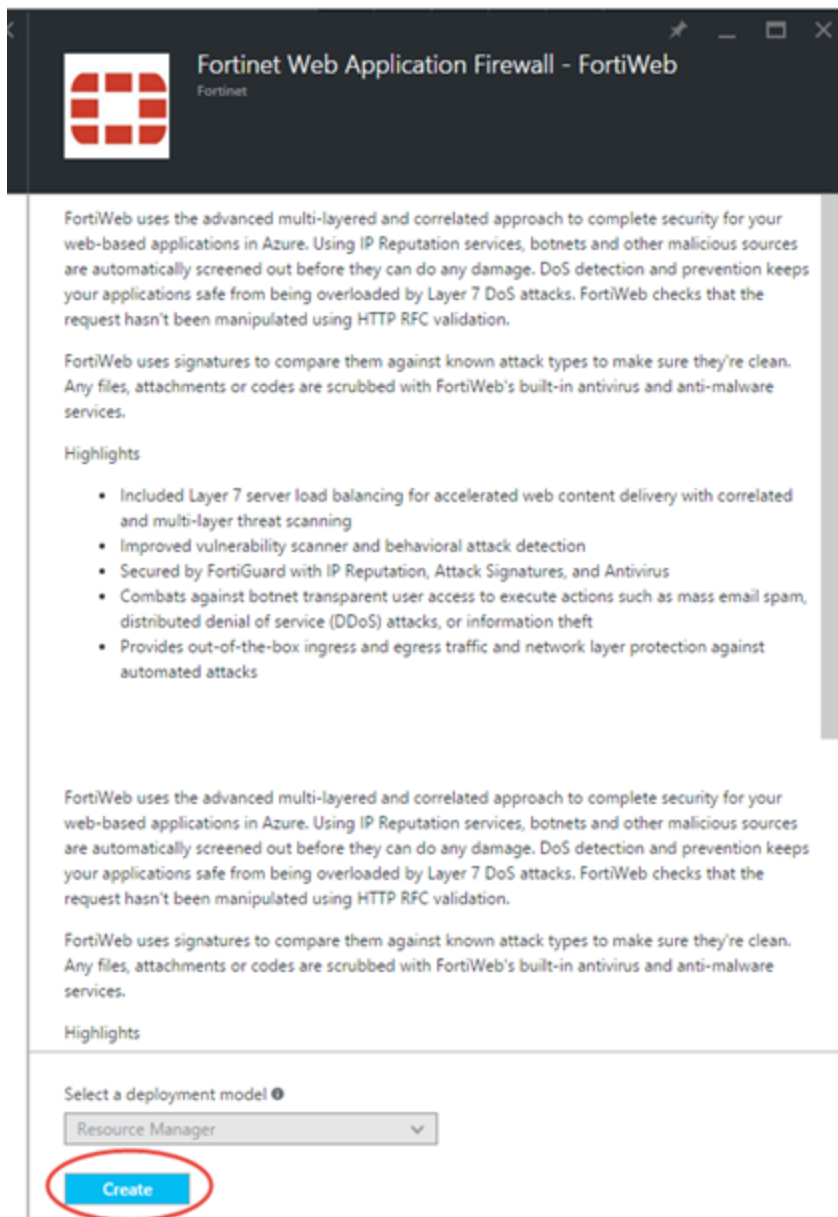 Fortinet Web Application Firewall - FortiWeb
Fortinet
FortiWeb uses the advanced multi-layered and correlated approach to complete security for your
web-based applications in Azure. Using IP Reputation services, botnets and other malicious sources
are automatically screened out before they can do any damage. DoS detection and prevention keeps
your applications safe from being overloaded by Layer 7 DoS attacks. FortiWeb checks that the
request hasn't been manipulated using HTTP RFC validation.
FortiWeb uses signatures to compare them against known attack types to make sure they're clean.
Any files, attachments or codes are scrubbed with FortiWeb's built-in antivirus and anti-malware
services.
Highlights
• Included Layer 7 server load balancing for accelerated web content delivery with correlated
and multi-layer threat scanning
• Improved vulnerability scanner and behavioral attack detection
• Secured by FortiGuard with IP Reputation, Attack Signatures, and Antivirus
• Combats against botnet transparent user access to execute actions such as mass email spam,
distributed denial of service (DDoS) attacks, or information theft
• Provides out-of-the-box ingress and egress traffic and network layer protection against
automated attacks
FortiWeb uses the advanced multi-layered and correlated approach to complete security for your
web-based applications in Azure. Using IP Reputation services, botnets and other malicious sources
are automatically screened out before they can do any damage. DoS detection and prevention keeps
your applications safe from being overloaded by Layer 7 DoS attacks. FortiWeb checks that the
request hasn't been manipulated using HTTP RFC validation.
FortiWeb uses signatures to compare them against known attack types to make sure they're clean.
Any files, attachments or codes are scrubbed with FortiWeb's built-in antivirus and anti-malware
services.
Highlights
Select a deployment model
Resource Manager
Create